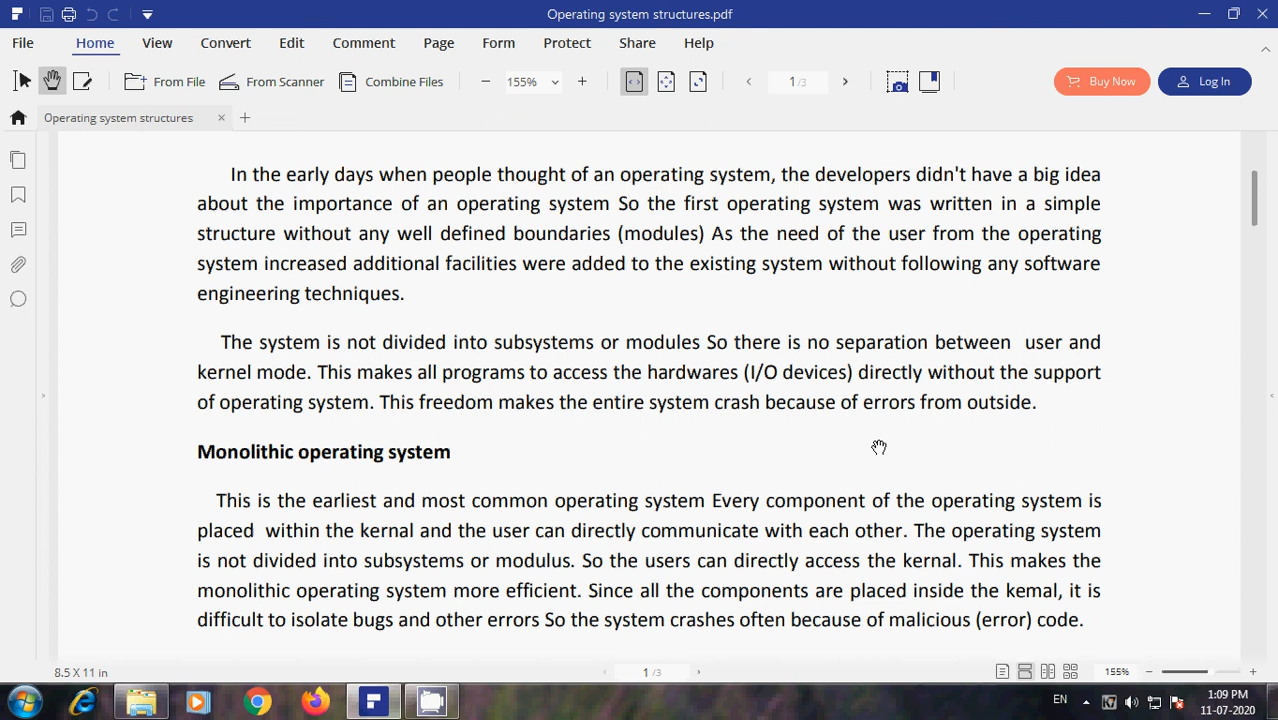 Operating system structures.pdf
File Home View Convert Edit Comment Page Form Protect Share Help
From File From Scanner Combine Files 155% 1/3 Buy Now Log In
Operating system structures
In the early days when people thought of an operating system, the developers didn't have a big idea
about the importance of an operating system So the first operating system was written in a simple
structure without any well defined boundaries (modules) As the need of the user from the operating
system increased additional facilities were added to the existing system without following any software
engineering techniques.
The system is not divided into subsystems or modules So there is no separation between user and
kernel mode. This makes all programs to access the hardwares (I/O devices) directly without the support
of operating system. This freedom makes the entire system crash because of errors from outside.
Monolithic operating system
This is the earliest and most common operating system Every component of the operating system is
placed within the kernal and the user can directly communicate with each other. The operating system
is not divided into subsystems or modulus. So the users can directly access the kernal. This makes the
monolithic operating system more efficient. Since all the components are placed inside the kemal, it is
difficult to isolate bugs and other errors So the system crashes often because of malicious (error) code.
8.5 X 11 in 1/3 155%
EN 1:09 PM
11-07-2020